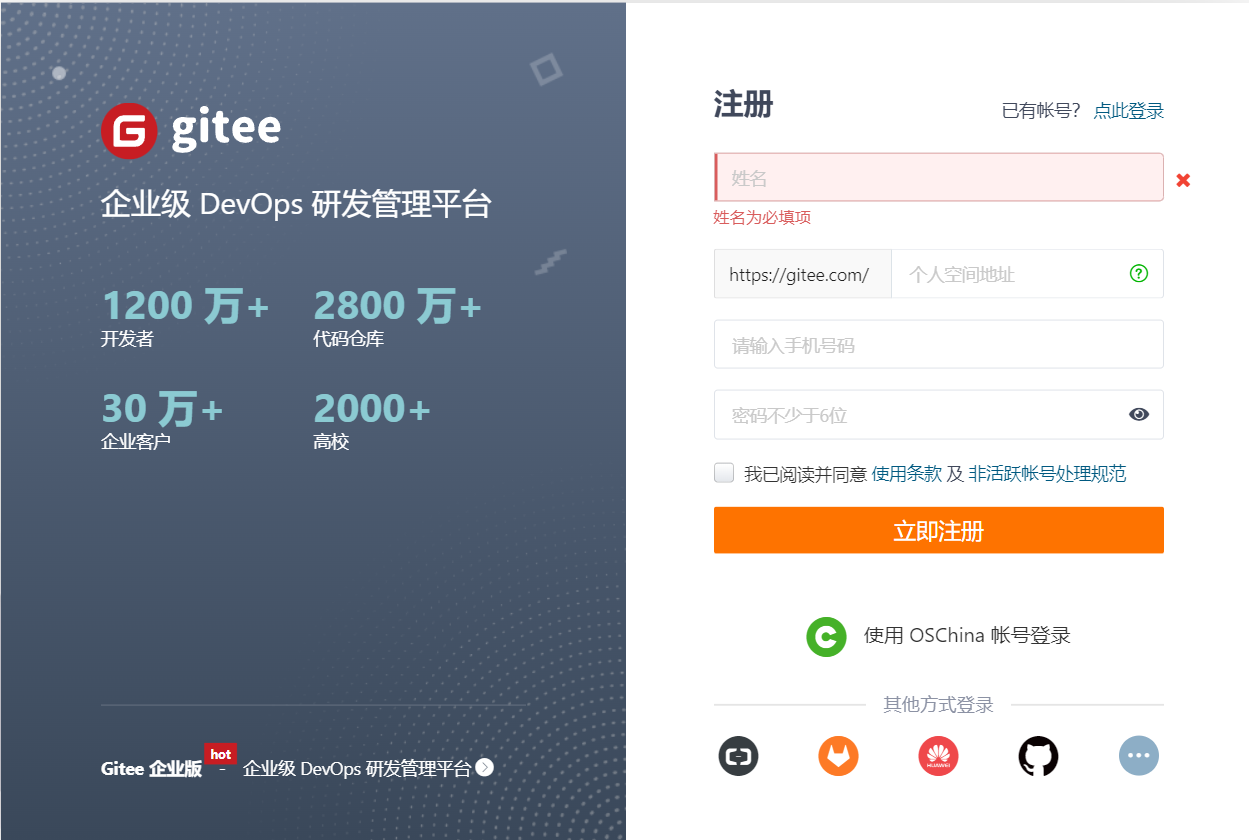 gitee
企业级 DevOps 研发管理平台
1200 万+
开发者
2800 万+
代码仓库
30 万+
企业客户
2000+
高校
Gitee 企业版 hot - 企业级 DevOps 研发管理平台
注册
已有帐号？ 点此登录
姓名
姓名为必填项
https://gitee.com/ 个人空间地址
请输入手机号码
密码不少于6位
我已阅读并同意 使用条款 及 非活跃帐号处理规范
立即注册
使用 OSChina 帐号登录
其他方式登录
HUAWEI